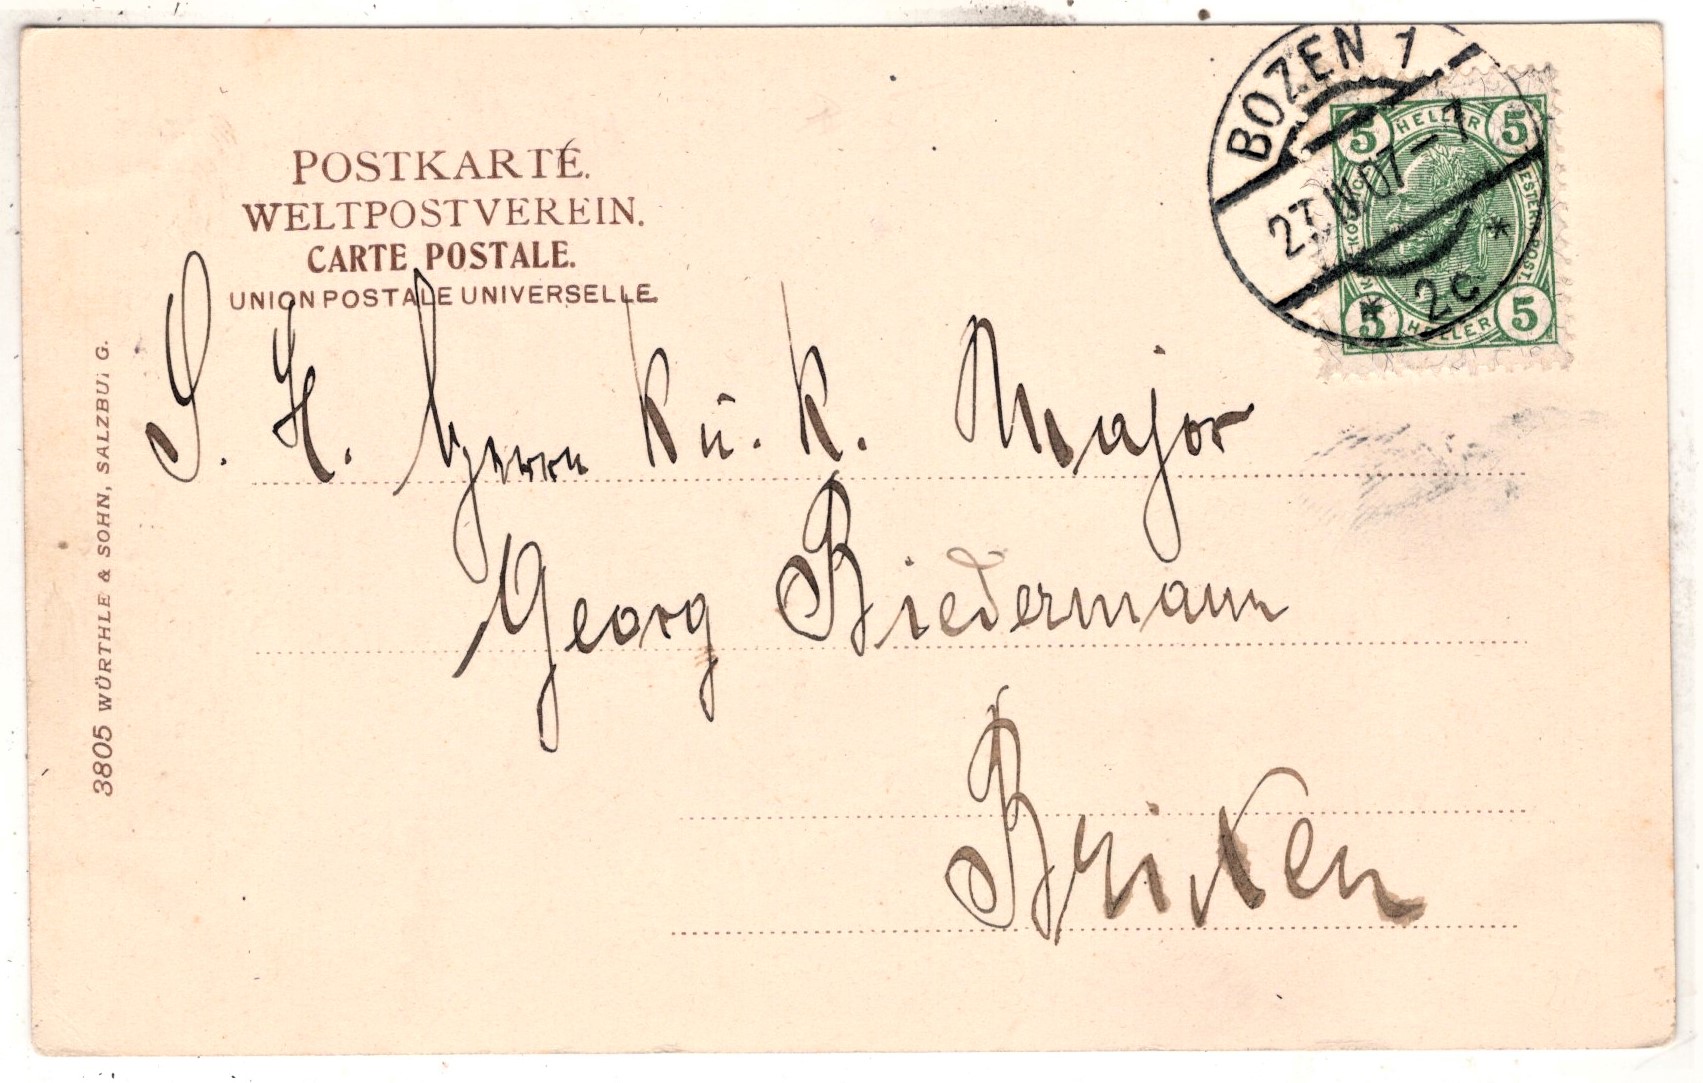 POSTKARTE.
WELTPOSTVEREIN.
CARTE POSTALE.
UNION POSTALE UNIVERSELLE.
BOZEN 1
27.IV.07-1
* 2c *
5 HELLER 5
5 HELLER 5
S. H. Herrn k u. k. Major
Georg Biedermann
Brixen
3805 WÜRTHLE & SOHN, SALZBURG.